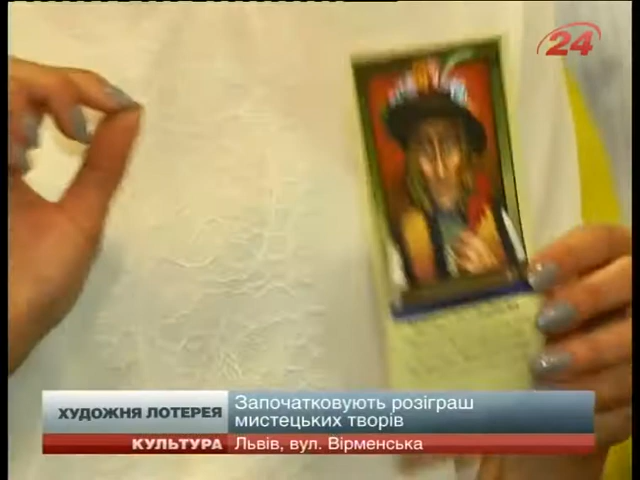 24
ХУДОЖНЯ ЛОТЕРЕЯ
Започатковують розіграш
мистецьких творів
КУЛЬТУРА
Львів, вул. Вірменська